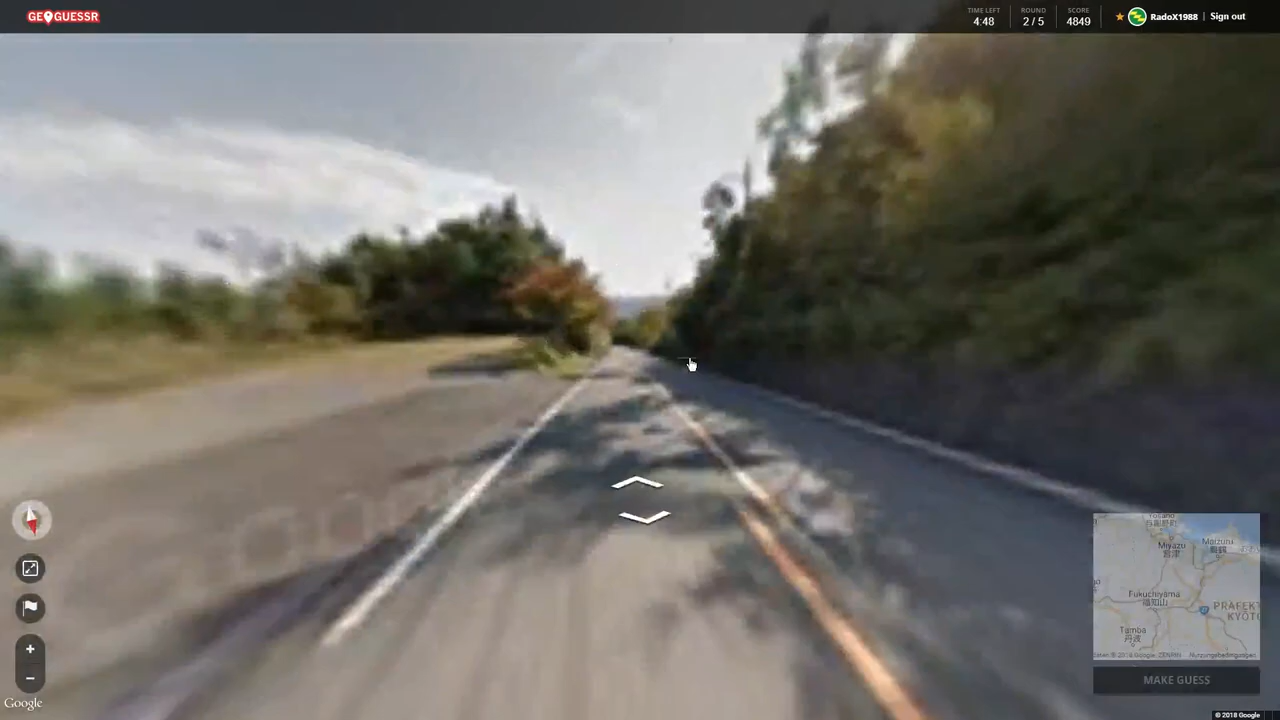 GEOGUESSR
TIME LEFT
4:48
ROUND
2 / 5
SCORE
4849
RadoX1988
Sign out
Miyazu
Maizuru
Fukuchiyama
福知山
PRÄFEKT
KYŌTO
Tamba
丹波
MAKE GUESS
Google
© 2018 Google